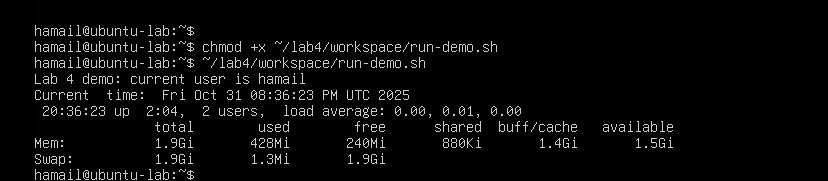 hamail@ubuntu-lab:~$
hamail@ubuntu-lab:~$ chmod +x ~/lab4/workspace/run-demo.sh
hamail@ubuntu-lab:~$ ~/lab4/workspace/run-demo.sh
Lab 4 demo: current user is hamail
Current  time:  Fri Oct 31 08:36:23 PM UTC 2025
 20:36:23 up  2:04,  2 users,  load average: 0.00, 0.01, 0.00
               total        used        free      shared  buff/cache   available
Mem:           1.9Gi       428Mi       240Mi       880Ki       1.4Gi       1.5Gi
Swap:          1.9Gi       1.3Mi       1.9Gi
hamail@ubuntu-lab:~$